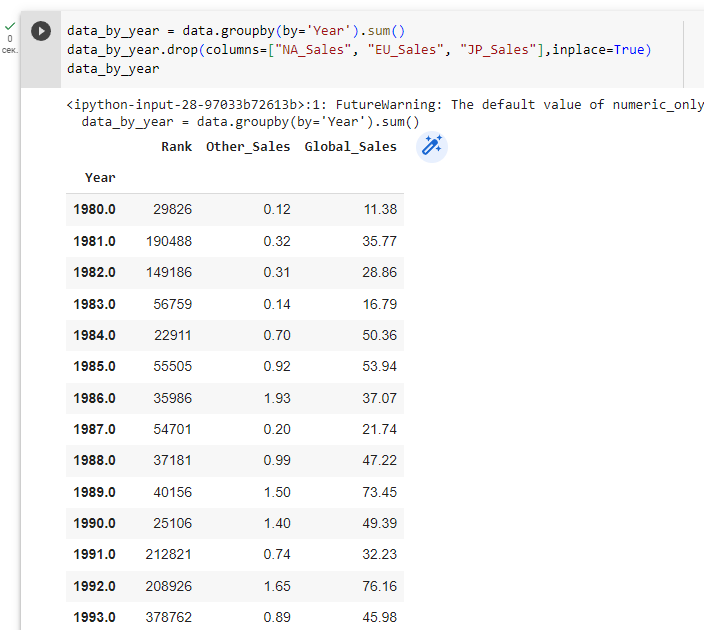 0
сек.
data_by_year = data.groupby(by='Year').sum()
data_by_year.drop(columns=["NA_Sales", "EU_Sales", "JP_Sales"],inplace=True)
data_by_year
<ipython-input-28-97033b72613b>:1: FutureWarning: The default value of numeric_only
data_by_year = data.groupby(by='Year').sum()
Rank Other_Sales Global_Sales
Year
1980.0 29826 0.12 11.38
1981.0 190488 0.32 35.77
1982.0 149186 0.31 28.86
1983.0 56759 0.14 16.79
1984.0 22911 0.70 50.36
1985.0 55505 0.92 53.94
1986.0 35986 1.93 37.07
1987.0 54701 0.20 21.74
1988.0 37181 0.99 47.22
1989.0 40156 1.50 73.45
1990.0 25106 1.40 49.39
1991.0 212821 0.74 32.23
1992.0 208926 1.65 76.16
1993.0 378762 0.89 45.98